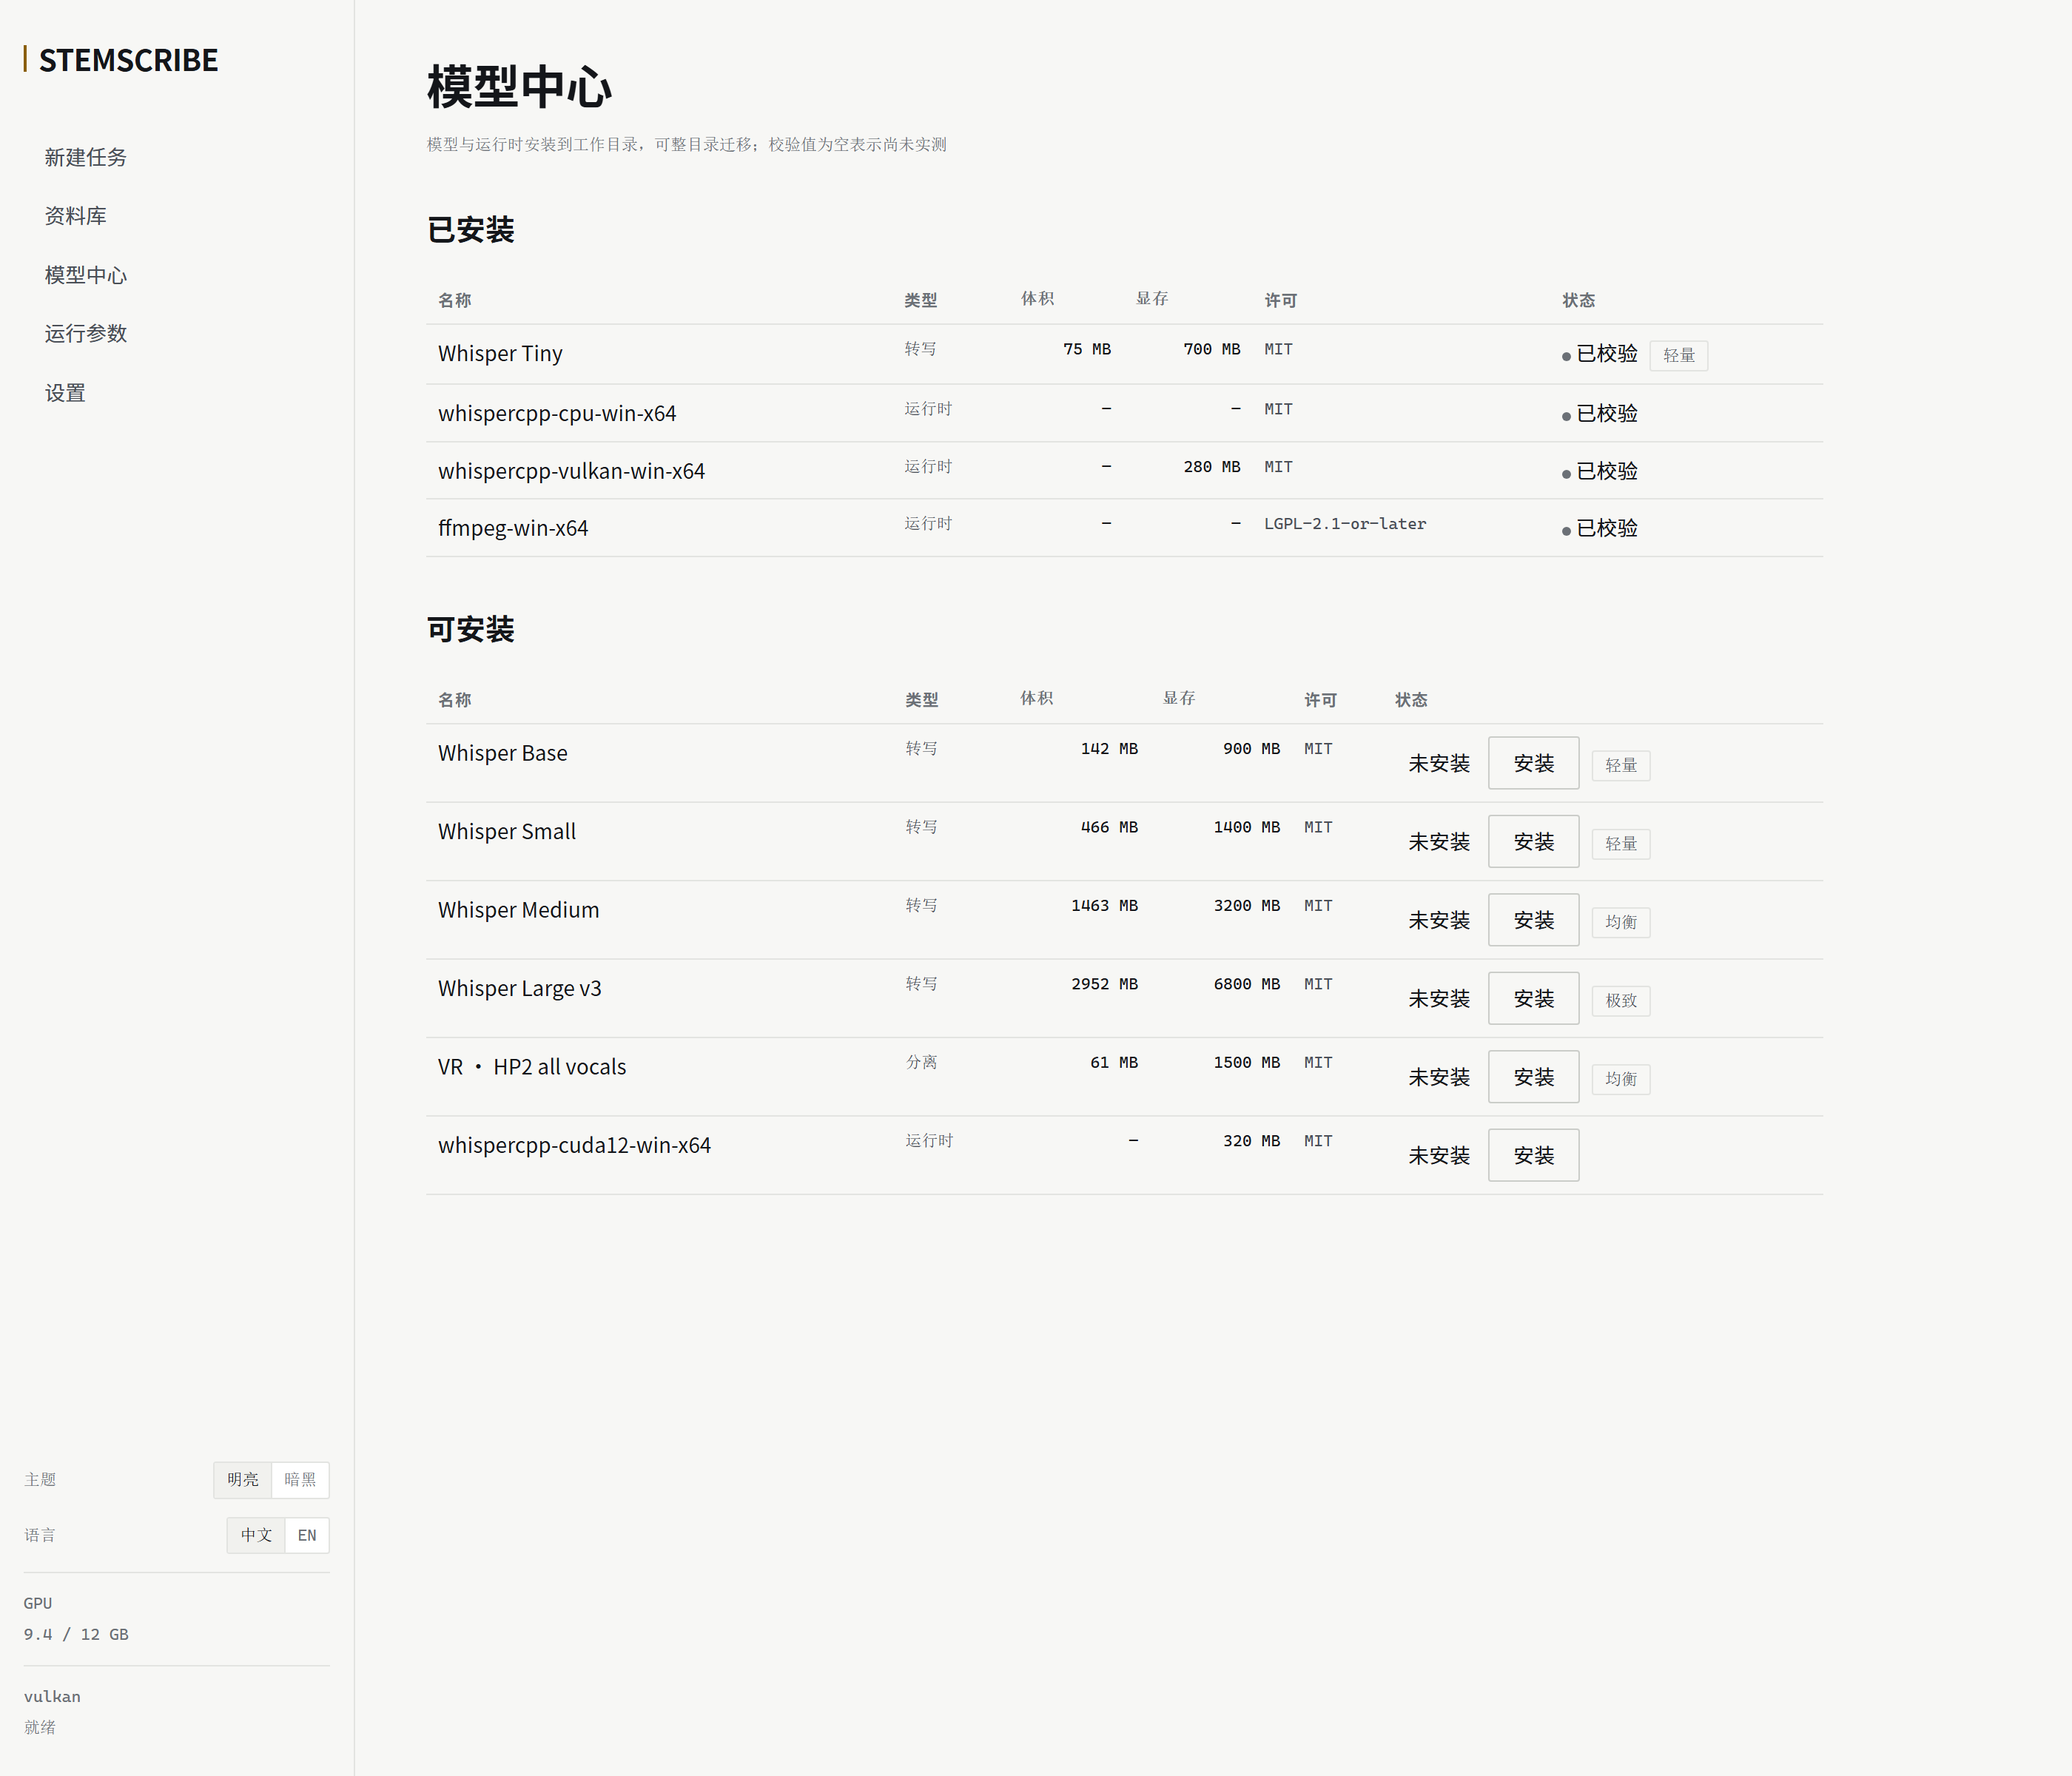 STEMSCRIBE
新建任务
资料库
模型中心
运行参数
设置
主题 明亮 暗黑
语言 中文 EN
GPU
9.4 / 12 GB
vulkan
就绪
模型中心
模型与运行时安装到工作目录，可整目录迁移；校验值为空表示尚未实测
已安装
名称 类型 体积 显存 许可 状态
Whisper Tiny 转写 75 MB 700 MB MIT 已校验 轻量
whispercpp-cpu-win-x64 运行时 — — MIT 已校验
whispercpp-vulkan-win-x64 运行时 — 280 MB MIT 已校验
ffmpeg-win-x64 运行时 — — LGPL-2.1-or-later 已校验
可安装
名称 类型 体积 显存 许可 状态
Whisper Base 转写 142 MB 900 MB MIT 未安装 安装 轻量
Whisper Small 转写 466 MB 1400 MB MIT 未安装 安装 轻量
Whisper Medium 转写 1463 MB 3200 MB MIT 未安装 安装 均衡
Whisper Large v3 转写 2952 MB 6800 MB MIT 未安装 安装 极致
VR · HP2 all vocals 分离 61 MB 1500 MB MIT 未安装 安装 均衡
whispercpp-cuda12-win-x64 运行时 — 320 MB MIT 未安装 安装